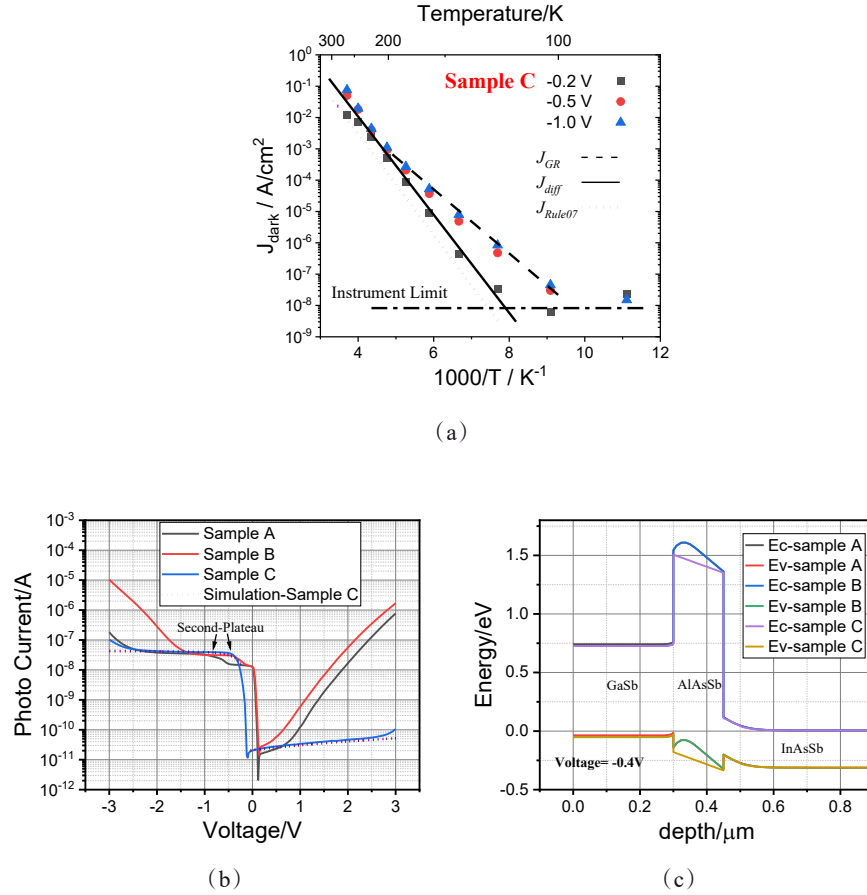 Temperature/K
300 200 100
10⁰
10⁻¹
10⁻²
10⁻³
10⁻⁴
10⁻⁵
10⁻⁶
10⁻⁷
10⁻⁸
10⁻⁹
J_dark / A/cm²
Sample C
-0.2 V
-0.5 V
-1.0 V
J_GR
J_diff
J_Rule07
Instrument Limit
4 6 8 10 12
1000/T / K⁻¹
(a)
10⁻³
10⁻⁴
10⁻⁵
10⁻⁶
10⁻⁷
10⁻⁸
10⁻⁹
10⁻¹⁰
10⁻¹¹
10⁻¹²
Photo Current/A
Sample A
Sample B
Sample C
Simulation-Sample C
Second-Plateau
-3 -2 -1 0 1 2 3
Voltage/V
(b)
1.5
1.0
0.5
0.0
-0.5
Energy/eV
Ec-sample A
Ev-sample A
Ec-sample B
Ev-sample B
Ec-sample C
Ev-sample C
GaSb
AlAsSb
InAsSb
Voltage= -0.4V
0.0 0.2 0.4 0.6 0.8
depth/μm
(c)